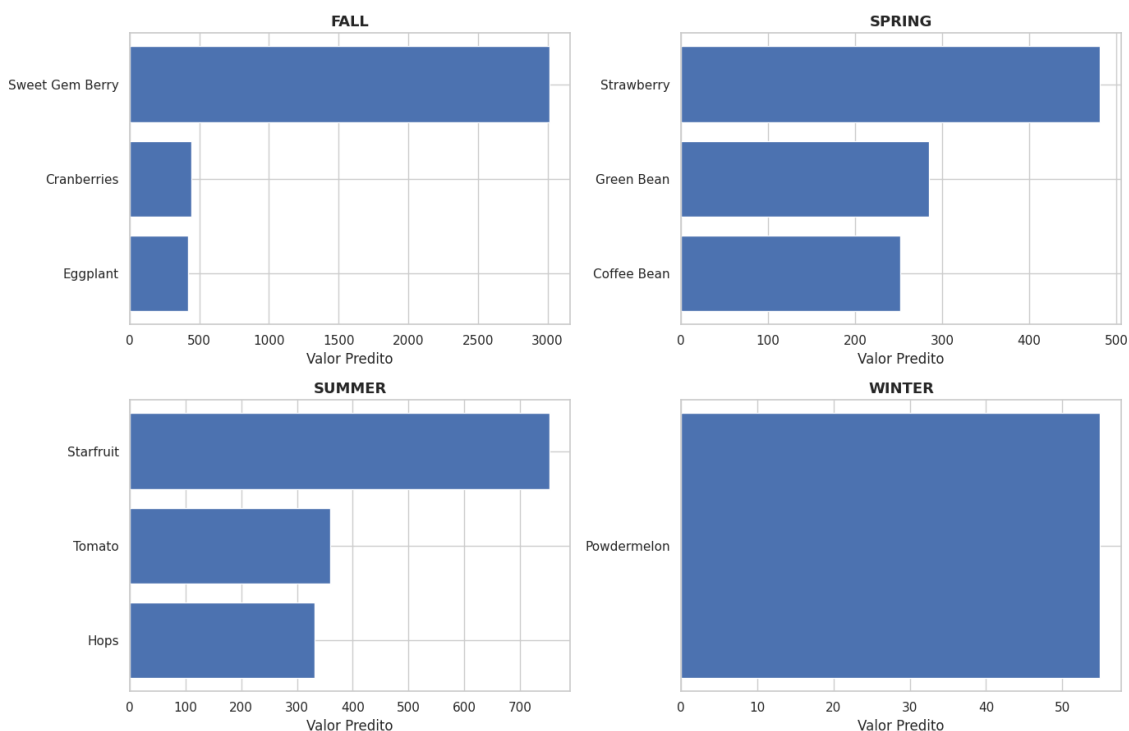 FALL
Sweet Gem Berry
Cranberries
Eggplant
0 500 1000 1500 2000 2500 3000
Valor Predito
SPRING
Strawberry
Green Bean
Coffee Bean
0 100 200 300 400 500
Valor Predito
SUMMER
Starfruit
Tomato
Hops
0 100 200 300 400 500 600 700
Valor Predito
WINTER
Powdermelon
0 10 20 30 40 50
Valor Predito